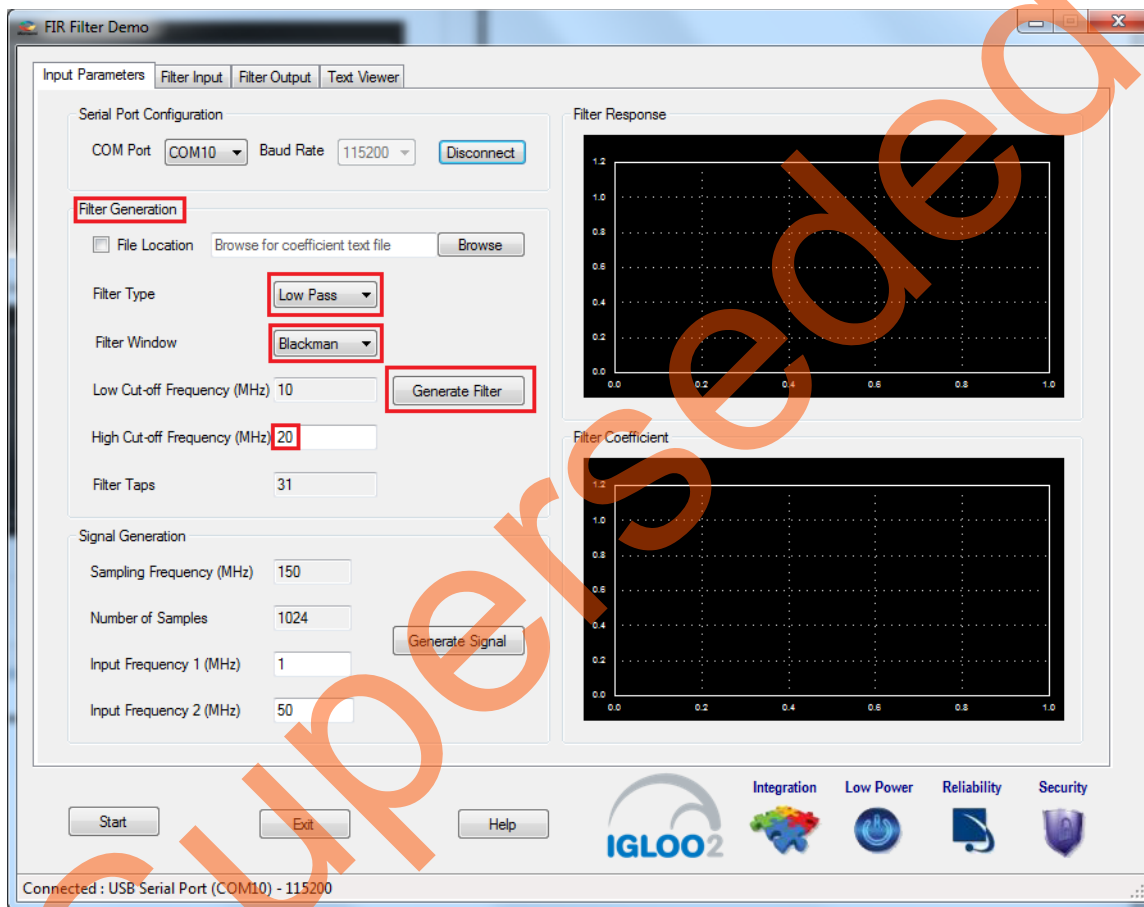 FIR Filter Demo
Input Parameters
Filter Input
Filter Output
Text Viewer
Serial Port Configuration
COM Port
COM10
Baud Rate
115200
Disconnect
Filter Generation
File Location
Browse for coefficient text file
Browse
Filter Type
Low Pass
Filter Window
Blackman
Low Cut-off Frequency (MHz)
10
Generate Filter
High Cut-off Frequency (MHz)
20
Filter Taps
31
Signal Generation
Sampling Frequency (MHz)
150
Number of Samples
1024
Generate Signal
Input Frequency 1 (MHz)
1
Input Frequency 2 (MHz)
50
Filter Response
1.2
1.0
0.8
0.6
0.4
0.2
0.0
0.0 0.2 0.4 0.6 0.8 1.0
Filter Coefficient
1.2
1.0
0.8
0.6
0.4
0.2
0.0
0.0 0.2 0.4 0.6 0.8 1.0
Start
Exit
Help
IGLOO2
Integration
Low Power
Reliability
Security
Connected : USB Serial Port (COM10) - 115200
Superseded